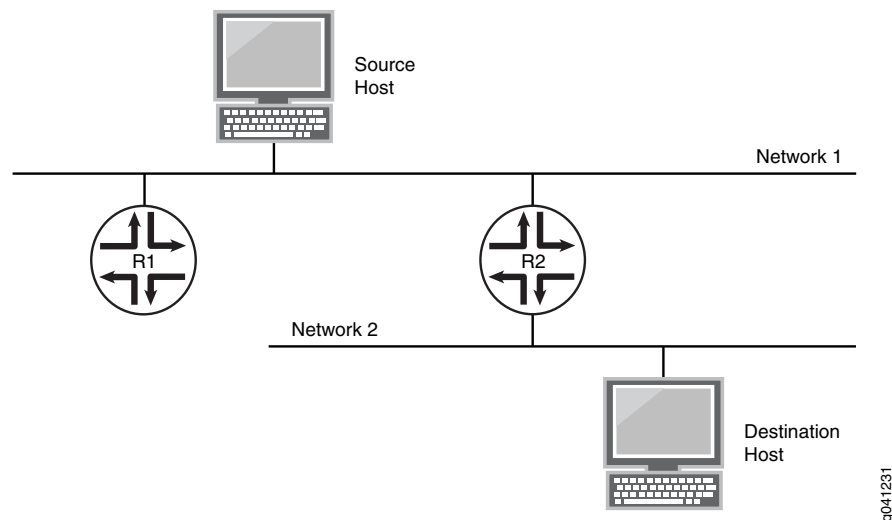 Source
Host
Network 1
R1
R2
Network 2
Destination
Host
g041231